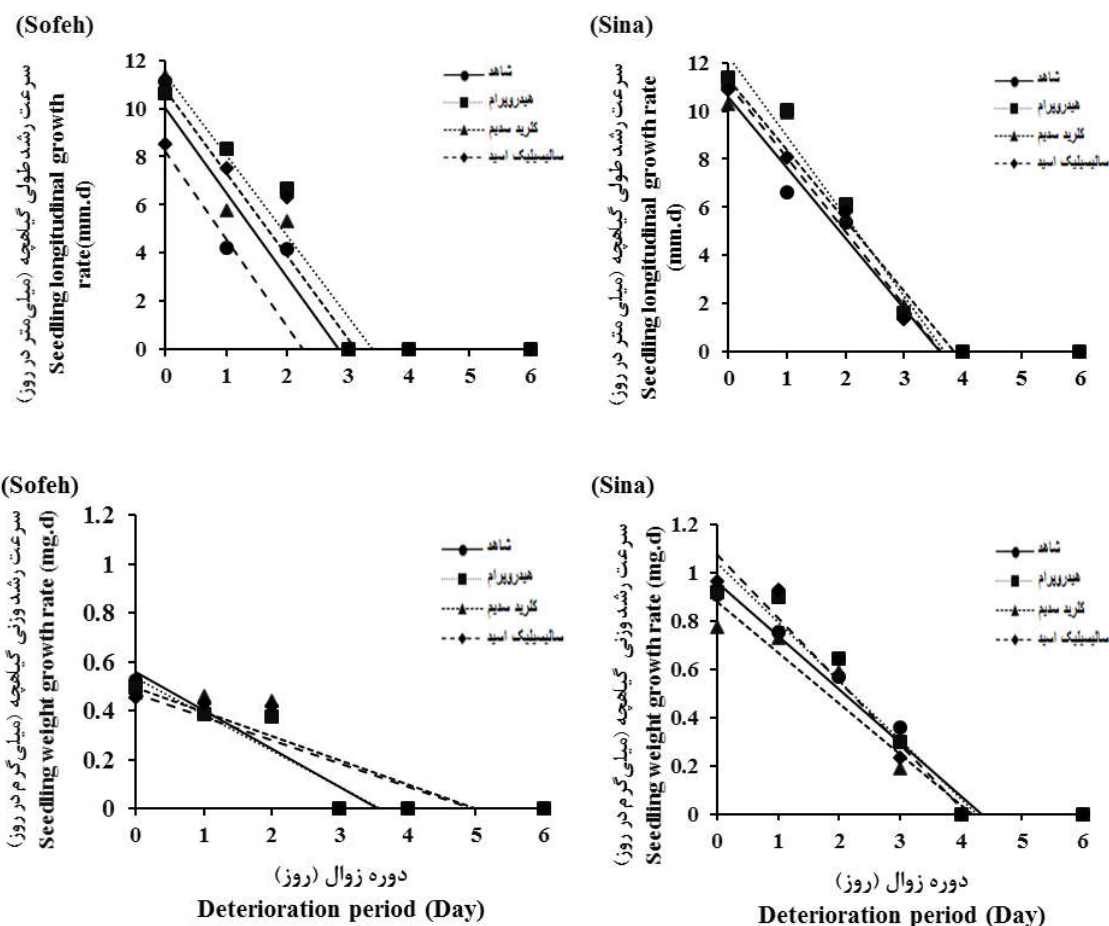 (Sofeh)
سرعت رشد طولی گیاهچه (میلی متر در روز)
Seedling longitudinal growth
rate(mm.d)
12
10
8
6
4
2
0
0 1 2 3 4 5 6
شاهد
هیدروپرام
کلرید سدیم
سالیسیلیک اسید
(Sina)
سرعت رشد طولی گیاهچه (میلی متر در روز)
Seedling longitudinal growth rate
(mm.d)
12
10
8
6
4
2
0
0 1 2 3 4 5 6
شاهد
هیدروپرام
کلرید سدیم
سالیسیلیک اسید
(Sofeh)
سرعت رشد وزنی گیاهچه (میلی‌گرم در روز)
Seedling weight growth rate (mg.d)
1.2
1
0.8
0.6
0.4
0.2
0
0 1 2 3 4 5 6
شاهد
هیدروپرام
کلرید سدیم
سالیسیلیک اسید
دوره زوال (روز)
Deterioration period (Day)
(Sina)
سرعت رشد وزنی گیاهچه (میلی‌گرم در روز)
Seedling weight growth rate (mg.d)
1.2
1
0.8
0.6
0.4
0.2
0
0 1 2 3 4 5 6
شاهد
هیدروپرام
کلرید سدیم
سالیسیلیک اسید
دوره زوال (روز)
Deterioration period (Day)